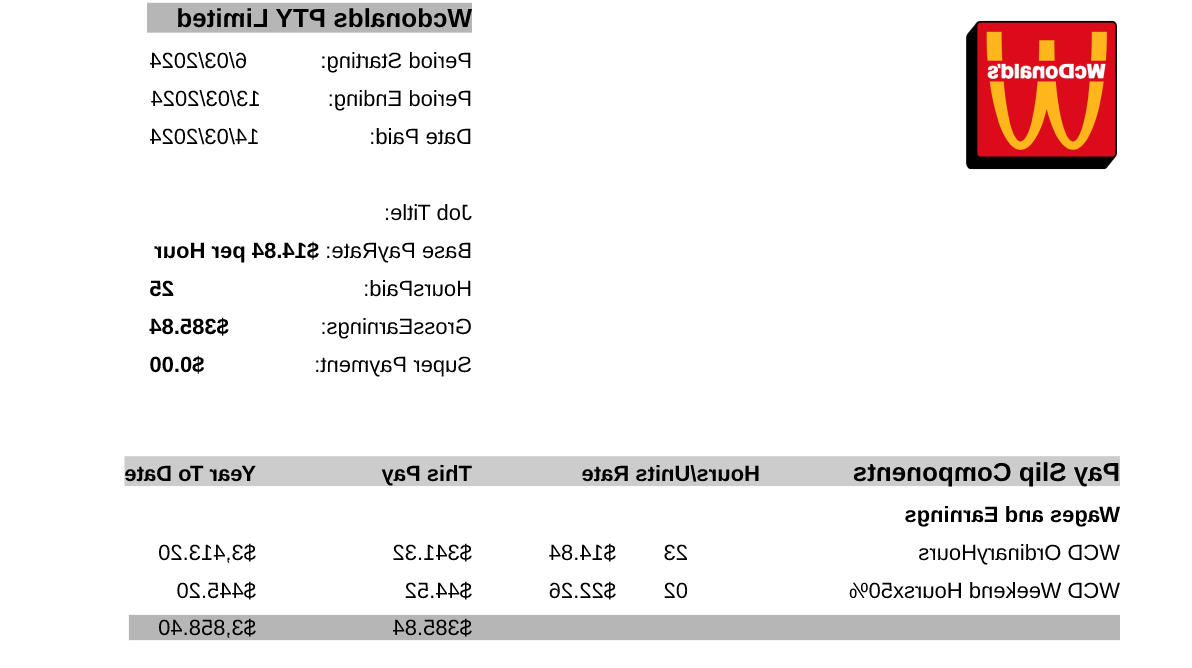 Wcdonalds PTY Limited
WcDonald's
Period Starting: 6/03/2024
Period Ending: 13/03/2024
Date Paid: 14/03/2024
Job Title:
Base PayRate: $14.84 per Hour
HoursPaid: 25
GrossEarnings: $385.84
Super Payment: $0.00
Pay Slip Components Hours/Units Rate This Pay Year To Date
Wages and Earnings
WCD OrdinaryHours 23 $14.84 $341.32 $3,413.20
WCD Weekend Hoursx50% 02 $22.26 $44.52 $445.20
$385.84 $3,858.40